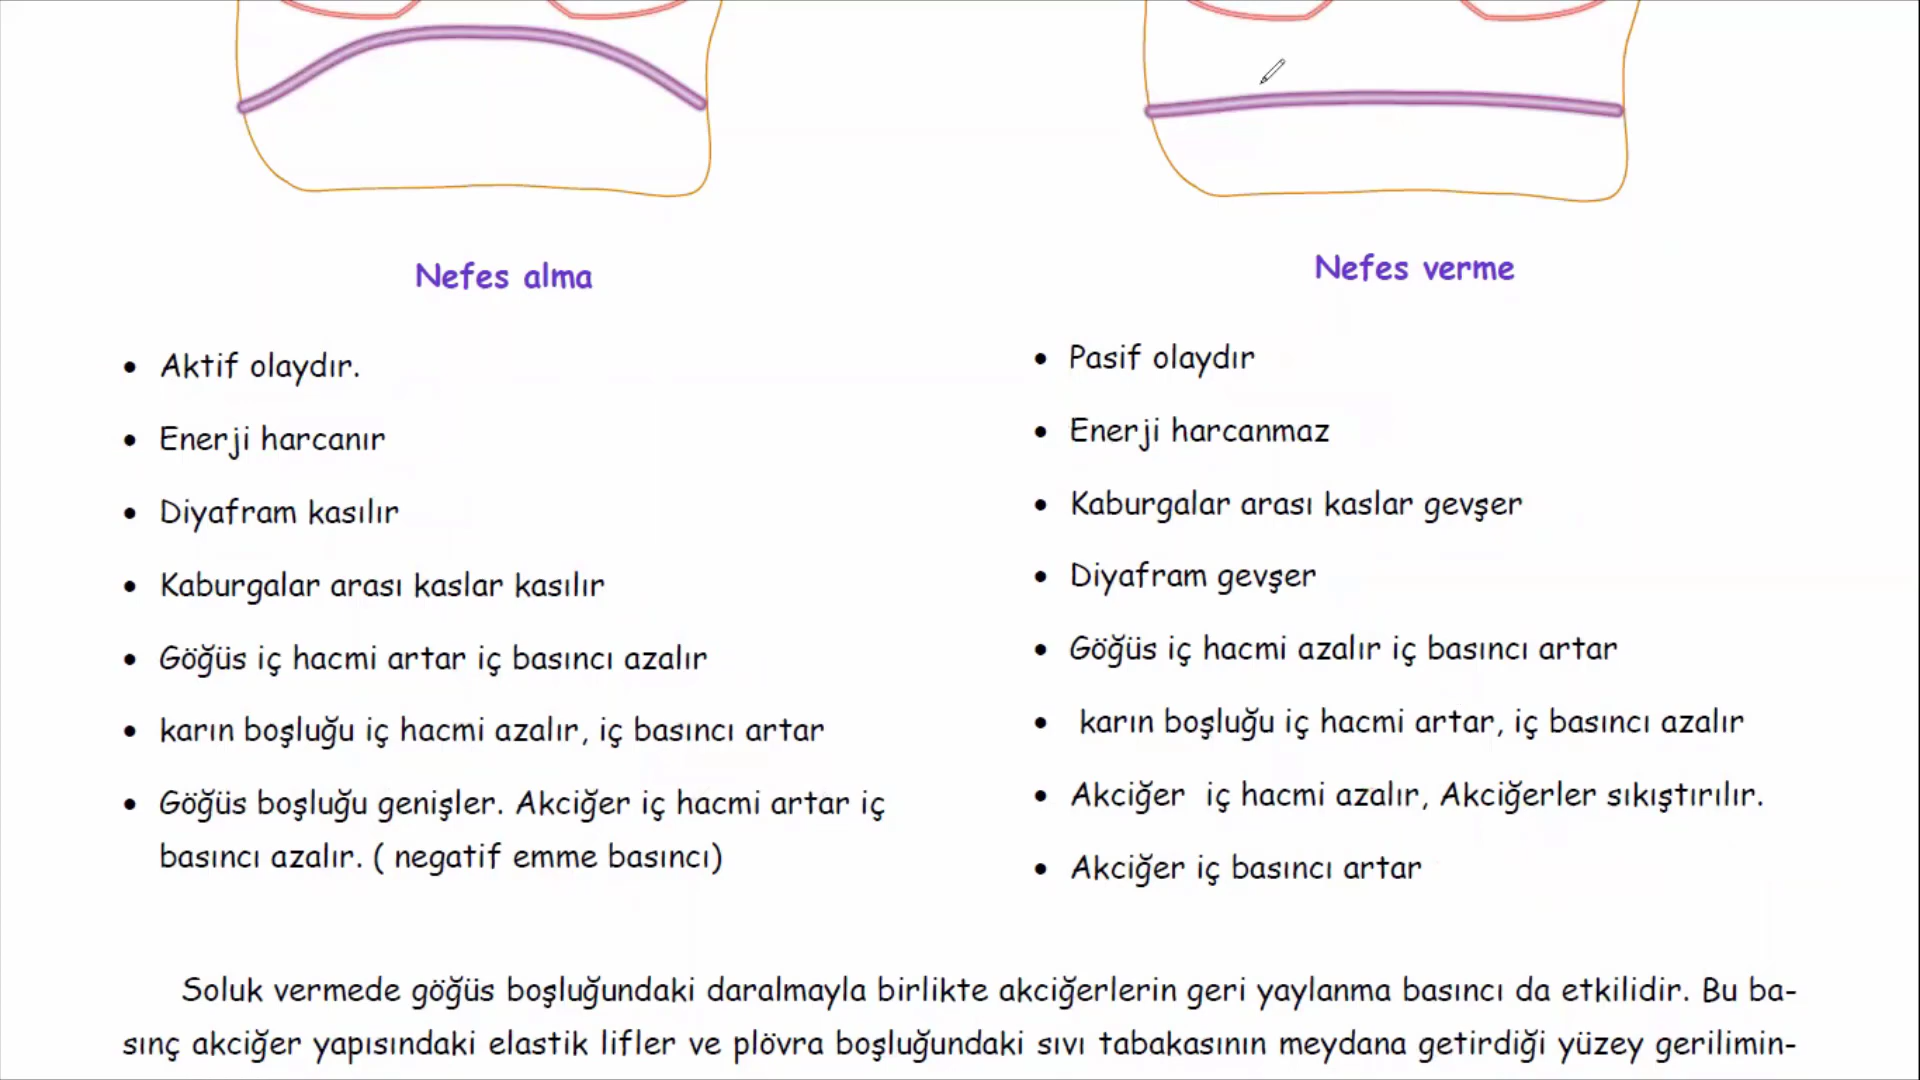 Nefes alma
• Aktif olaydır.
• Enerji harcanır
• Diyafram kasılır
• Kaburgalar arası kaslar kasılır
• Göğüs iç hacmi artar iç basıncı azalır
• karın boşluğu iç hacmi azalır, iç basıncı artar
• Göğüs boşluğu genişler. Akciğer iç hacmi artar iç
basıncı azalır. ( negatif emme basıncı)
Nefes verme
• Pasif olaydır
• Enerji harcanmaz
• Kaburgalar arası kaslar gevşer
• Diyafram gevşer
• Göğüs iç hacmi azalır iç basıncı artar
• karın boşluğu iç hacmi artar, iç basıncı azalır
• Akciğer iç hacmi azalır, Akciğerler sıkıştırılır.
• Akciğer iç basıncı artar
Soluk vermede göğüs boşluğundaki daralmayla birlikte akciğerlerin geri yaylanma basıncı da etkilidir. Bu ba-
sınç akciğer yapısındaki elastik lifler ve plövra boşluğundaki sıvı tabakasının meydana getirdiği yüzey gerilimin-